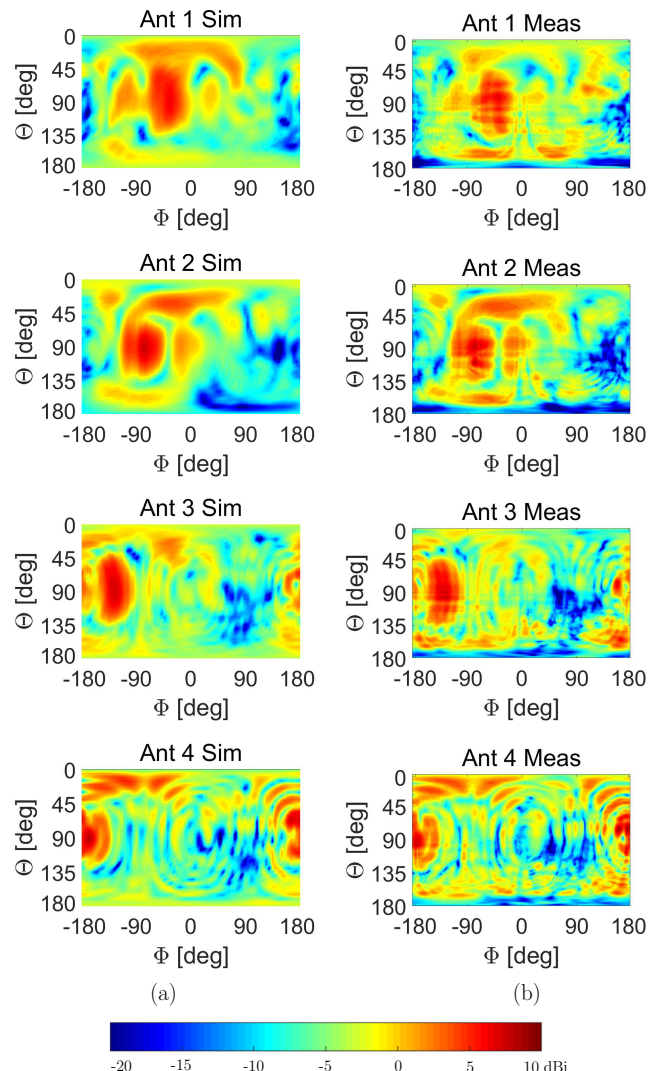 Ant 1 Sim
0
45
90
135
180
Θ [deg]
-180 -90 0 90 180
Φ [deg]
Ant 1 Meas
0
45
90
135
180
Θ [deg]
-180 -90 0 90 180
Φ [deg]
Ant 2 Sim
0
45
90
135
180
Θ [deg]
-180 -90 0 90 180
Φ [deg]
Ant 2 Meas
0
45
90
135
180
Θ [deg]
-180 -90 0 90 180
Φ [deg]
Ant 3 Sim
0
45
90
135
180
Θ [deg]
-180 -90 0 90 180
Φ [deg]
Ant 3 Meas
0
45
90
135
180
Θ [deg]
-180 -90 0 90 180
Φ [deg]
Ant 4 Sim
0
45
90
135
180
Θ [deg]
-180 -90 0 90 180
Φ [deg]
Ant 4 Meas
0
45
90
135
180
Θ [deg]
-180 -90 0 90 180
Φ [deg]
(a) (b)
-20 -15 -10 -5 0 5 10 dBi